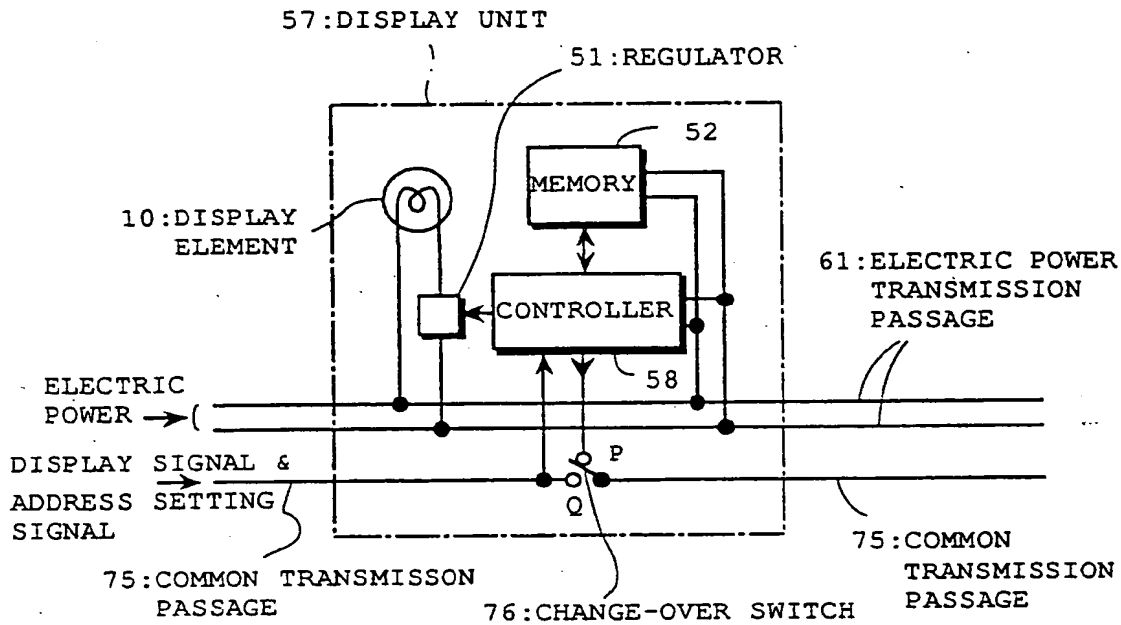 57:DISPLAY UNIT
51:REGULATOR
52
MEMORY
10:DISPLAY
ELEMENT
61:ELECTRIC POWER
TRANSMISSION
PASSAGE
CONTROLLER
58
ELECTRIC
POWER
P
DISPLAY SIGNAL &
ADDRESS SETTING
SIGNAL
Q
75:COMMON TRANSMISSON
PASSAGE
75:COMMON
TRANSMISSION
PASSAGE
76:CHANGE-OVER SWITCH